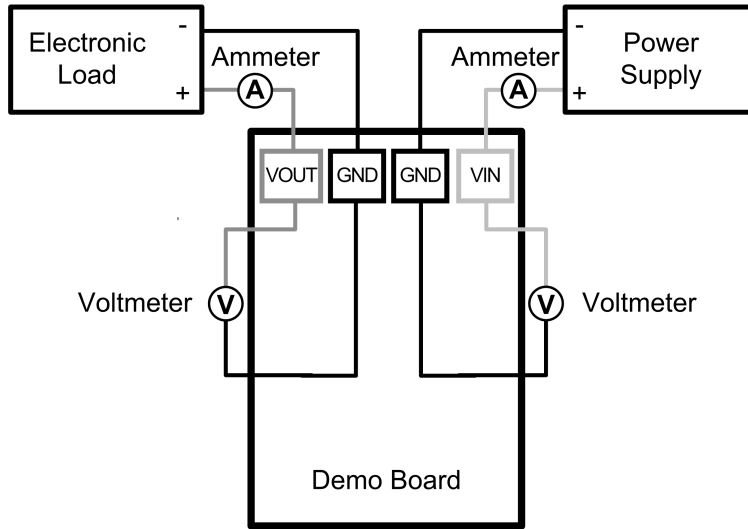 Electronic
Load
-
+
Ammeter
A
Ammeter
A
Power
Supply
-
+
VOUT
GND
GND
VIN
Voltmeter
V
V
Voltmeter
Demo Board